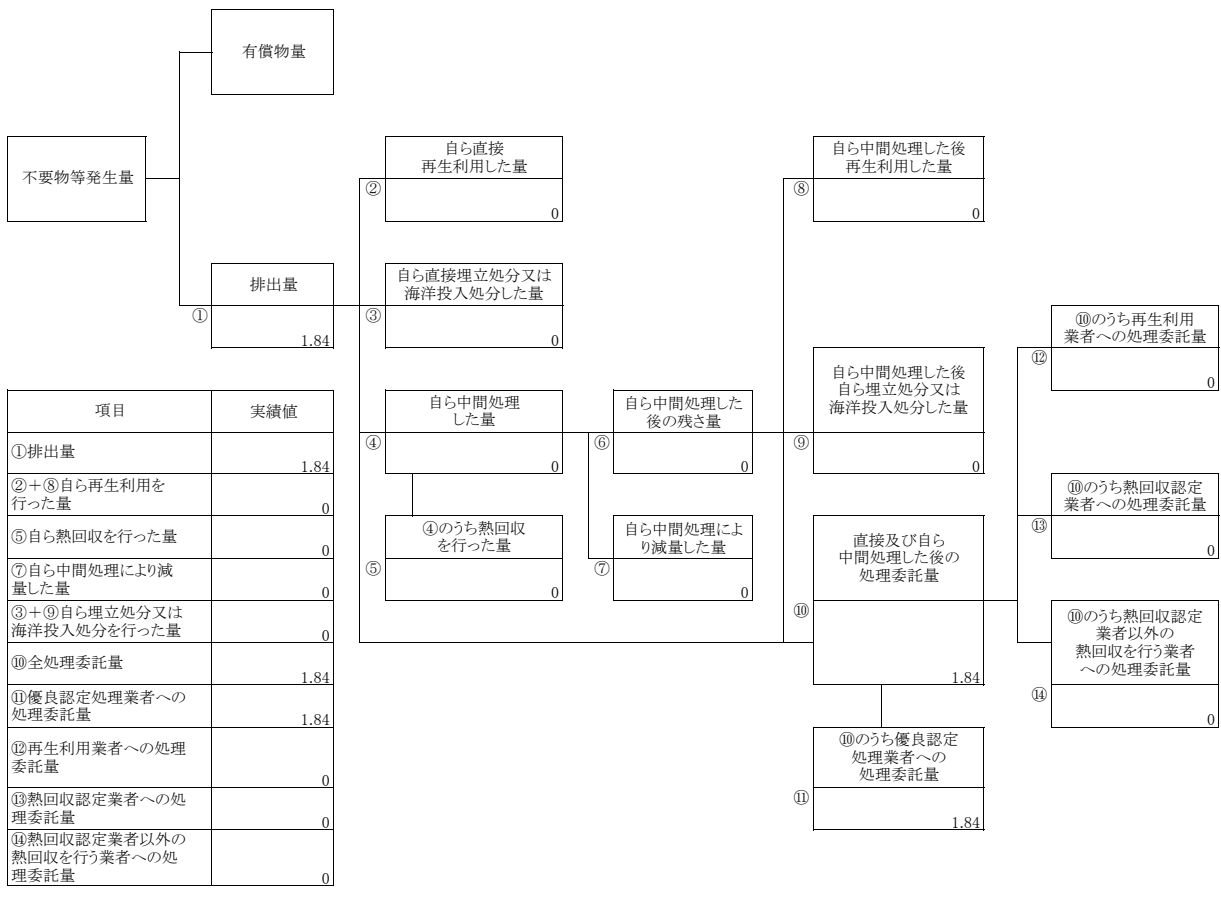 有償物量
不要物等発生量
自ら直接
再生利用した量
②
0
自ら中間処理した後
再生利用した量
⑧
0
排出量
①
1.84
自ら直接埋立処分又は
海洋投入処分した量
③
0
⑩のうち再生利用
業者への処理委託量
⑫
0
自ら中間処理
した量
④
0
自ら中間処理した
後の残さ量
⑥
0
自ら中間処理した後
自ら埋立処分又は
海洋投入処分した量
⑨
0
⑩のうち熱回収認定
業者への処理委託量
⑬
0
④のうち熱回収
を行った量
⑤
0
自ら中間処理によ
り減量した量
⑦
0
直接及び自ら
中間処理した後の
処理委託量
⑩
1.84
⑩のうち熱回収認定
業者以外の
熱回収を行う業者
への処理委託量
⑭
0
⑩のうち優良認定
処理業者への
処理委託量
⑪
1.84
項目 実績値
①排出量
1.84
②+⑧自ら再生利用を
行った量
0
⑤自ら熱回収を行った量
0
⑦自ら中間処理により減
量した量
0
③+⑨自ら埋立処分又は
海洋投入処分を行った量
0
⑩全処理委託量
1.84
⑪優良認定処理業者への
処理委託量
1.84
⑫再生利用業者への処理
委託量
0
⑬熱回収認定業者への処
理委託量
0
⑭熱回収認定業者以外の
熱回収を行う業者への処
理委託量
0